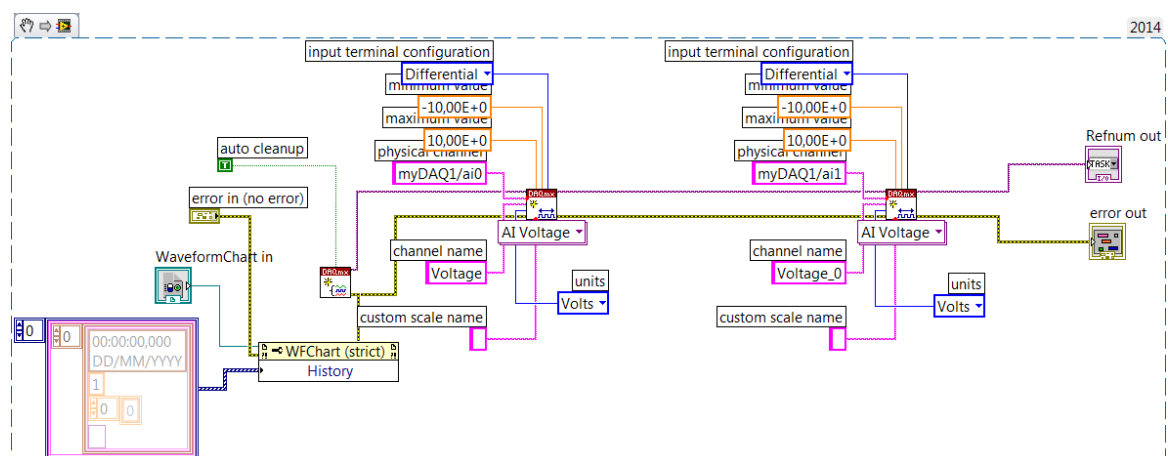 2014
input terminal configuration
Differential
minimum value
-10,00E+0
maximum value
10,00E+0
physical channel
myDAQ1/ai0
DAQmx
AI Voltage
channel name
Voltage
units
Volts
custom scale name
input terminal configuration
Differential
minimum value
-10,00E+0
maximum value
10,00E+0
physical channel
myDAQ1/ai1
DAQmx
AI Voltage
channel name
Voltage_0
units
Volts
custom scale name
auto cleanup
T
error in (no error)
WaveformChart in
DAQmx
WFChart (strict)
History
0
0
00:00:00,000
DD/MM/YYYY
1
0
0
Refnum out
TASK
I/O
error out